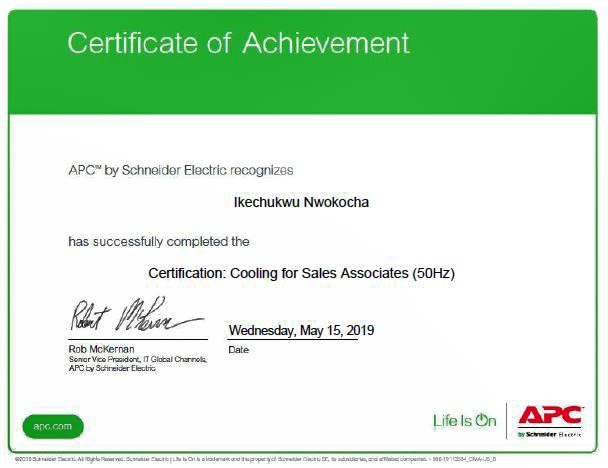 Certificate of Achievement
APC™ by Schneider Electric recognizes
Ikechukwu Nwokocha
has successfully completed the
Certification: Cooling for Sales Associates (50Hz)
Robert McKernan
Wednesday, May 15, 2019
Rob McKernan
Date
Senior Vice President, IT Global Channels,
APC by Schneider Electric
apc.com
Life Is On
APC
by Schneider Electric
Schneider Electric. All Rights Reserved. Schneider Electric | Life Is On is a trademark and the property of Schneider Electric SE, its subsidiaries, and affiliated companies.